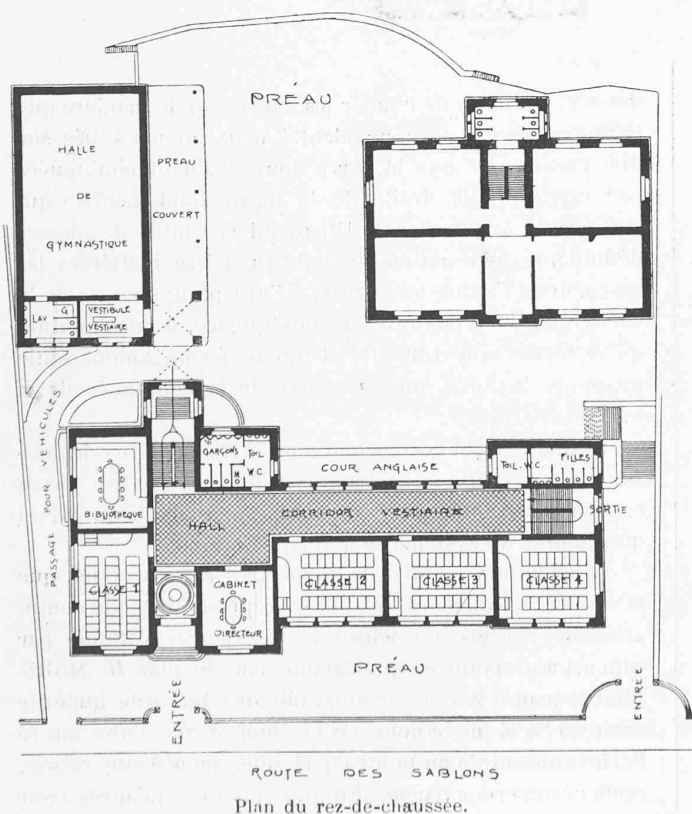 PRÉAU
HALLE
DE
GYMNASTIQUE
PREAU
COUVERT
LAV.
G
VESTIBULE
VESTIAIRE
PASSAGE POUR VÉHICULES
GARÇONS
TOIL.
W.C.
M
COUR ANGLAISE
TOIL. W.C.
FILLES
BIBLIOTHEQUE
HALL
CORRIDOR VESTIAIRE
SORTIE
CLASSE 1
CABINET
DIRECTEUR
CLASSE 2
CLASSE 3
CLASSE 4
PRÉAU
ENTRÉE
ENTRÉE
ROUTE DES SABLONS
Plan du rez-de-chaussée.